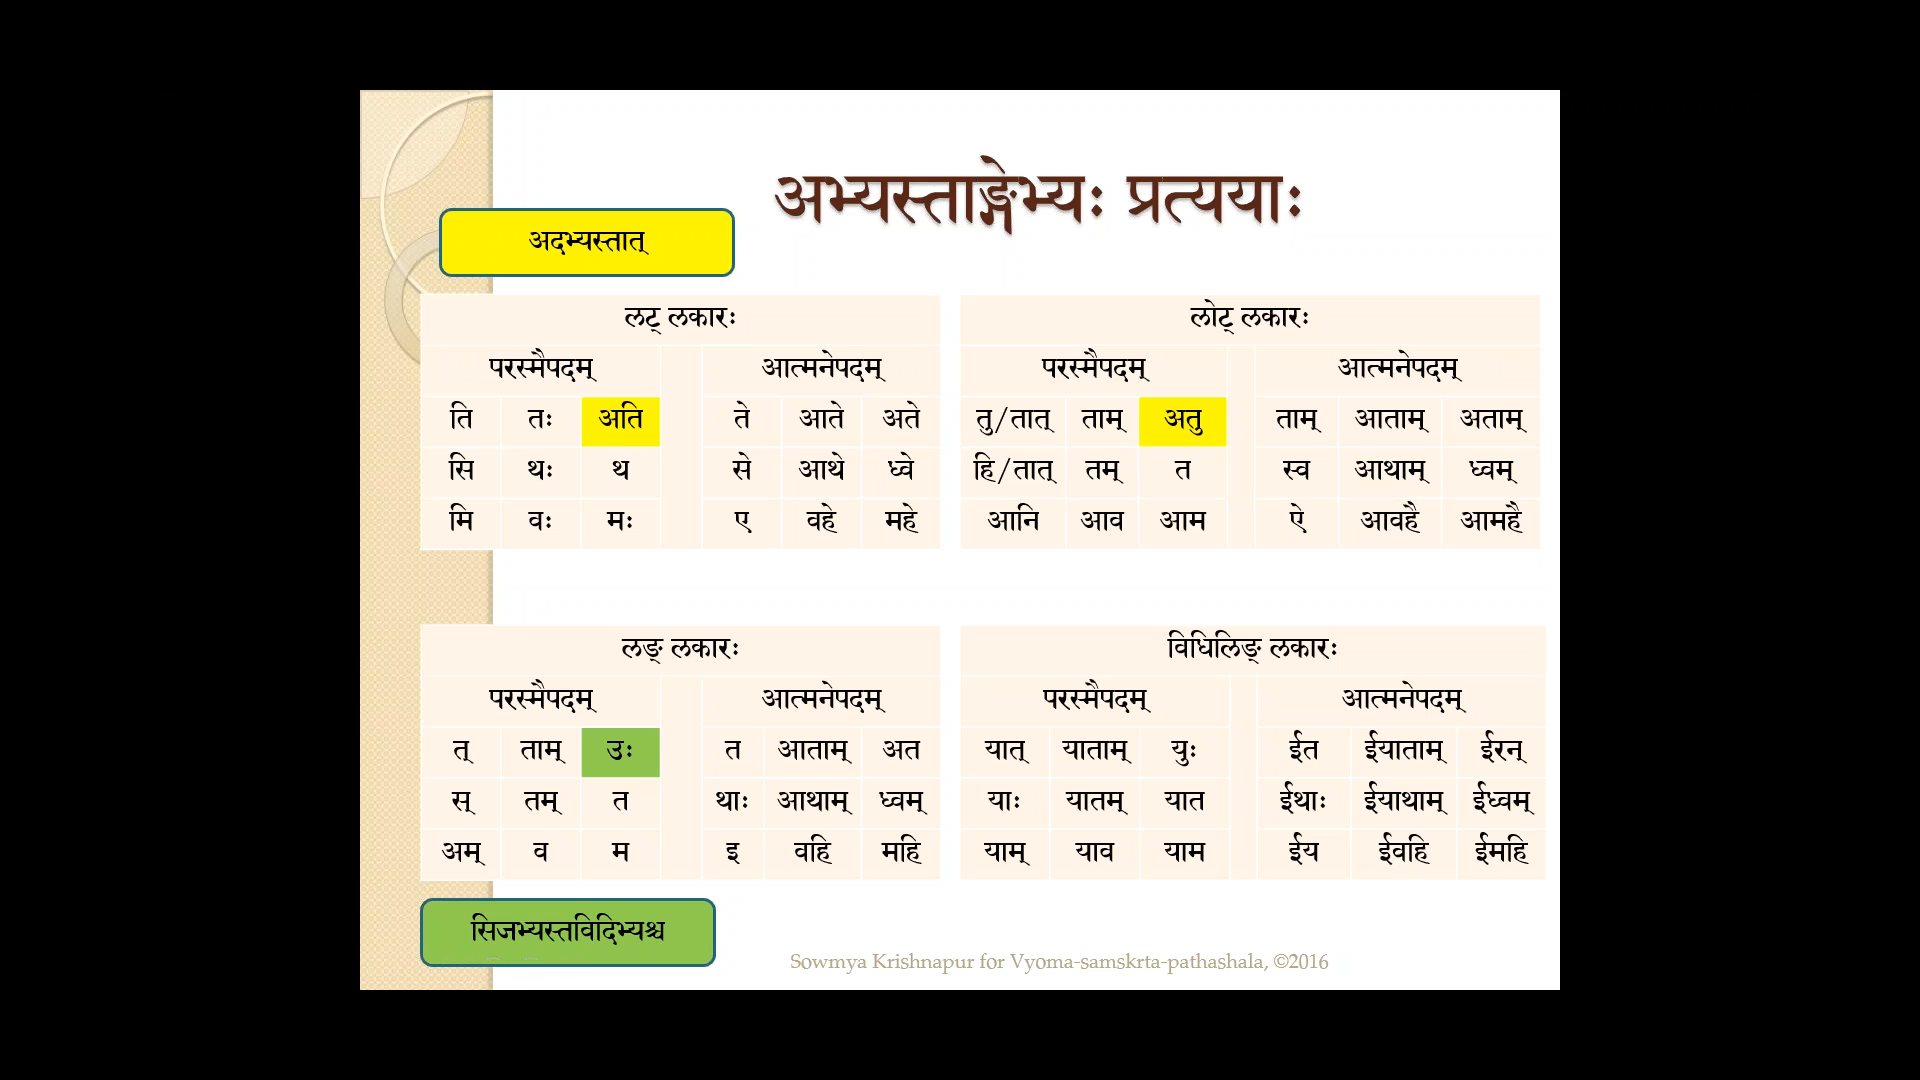 अभ्यस्ताङ्गेभ्यः प्रत्ययाः
अदभ्यस्तात्
लट् लकारः
परस्मैपदम् आत्मनेपदम्
ति तः अति ते आते अते
सि थः थ से आथे ध्वे
मि वः मः ए वहे महे
लोट् लकारः
परस्मैपदम् आत्मनेपदम्
तु/तात् ताम् अतु ताम् आताम् अताम्
हि/तात् तम् त स्व आथाम् ध्वम्
आनि आव आम ऐ आवहै आमहै
लङ् लकारः
परस्मैपदम् आत्मनेपदम्
त् ताम् उः त आताम् अत
स् तम् त थाः आथाम् ध्वम्
अम् व म इ वहि महि
विधिलिङ् लकारः
परस्मैपदम् आत्मनेपदम्
यात् याताम् युः ईत ईयाताम् ईरन्
याः यातम् यात ईथाः ईयाथाम् ईध्वम्
याम् याव याम ईय ईवहि ईमहि
सिजभ्यस्तविदिभ्यश्च
Sowmya Krishnapur for Vyoma-samskrta-pathashala, ©2016